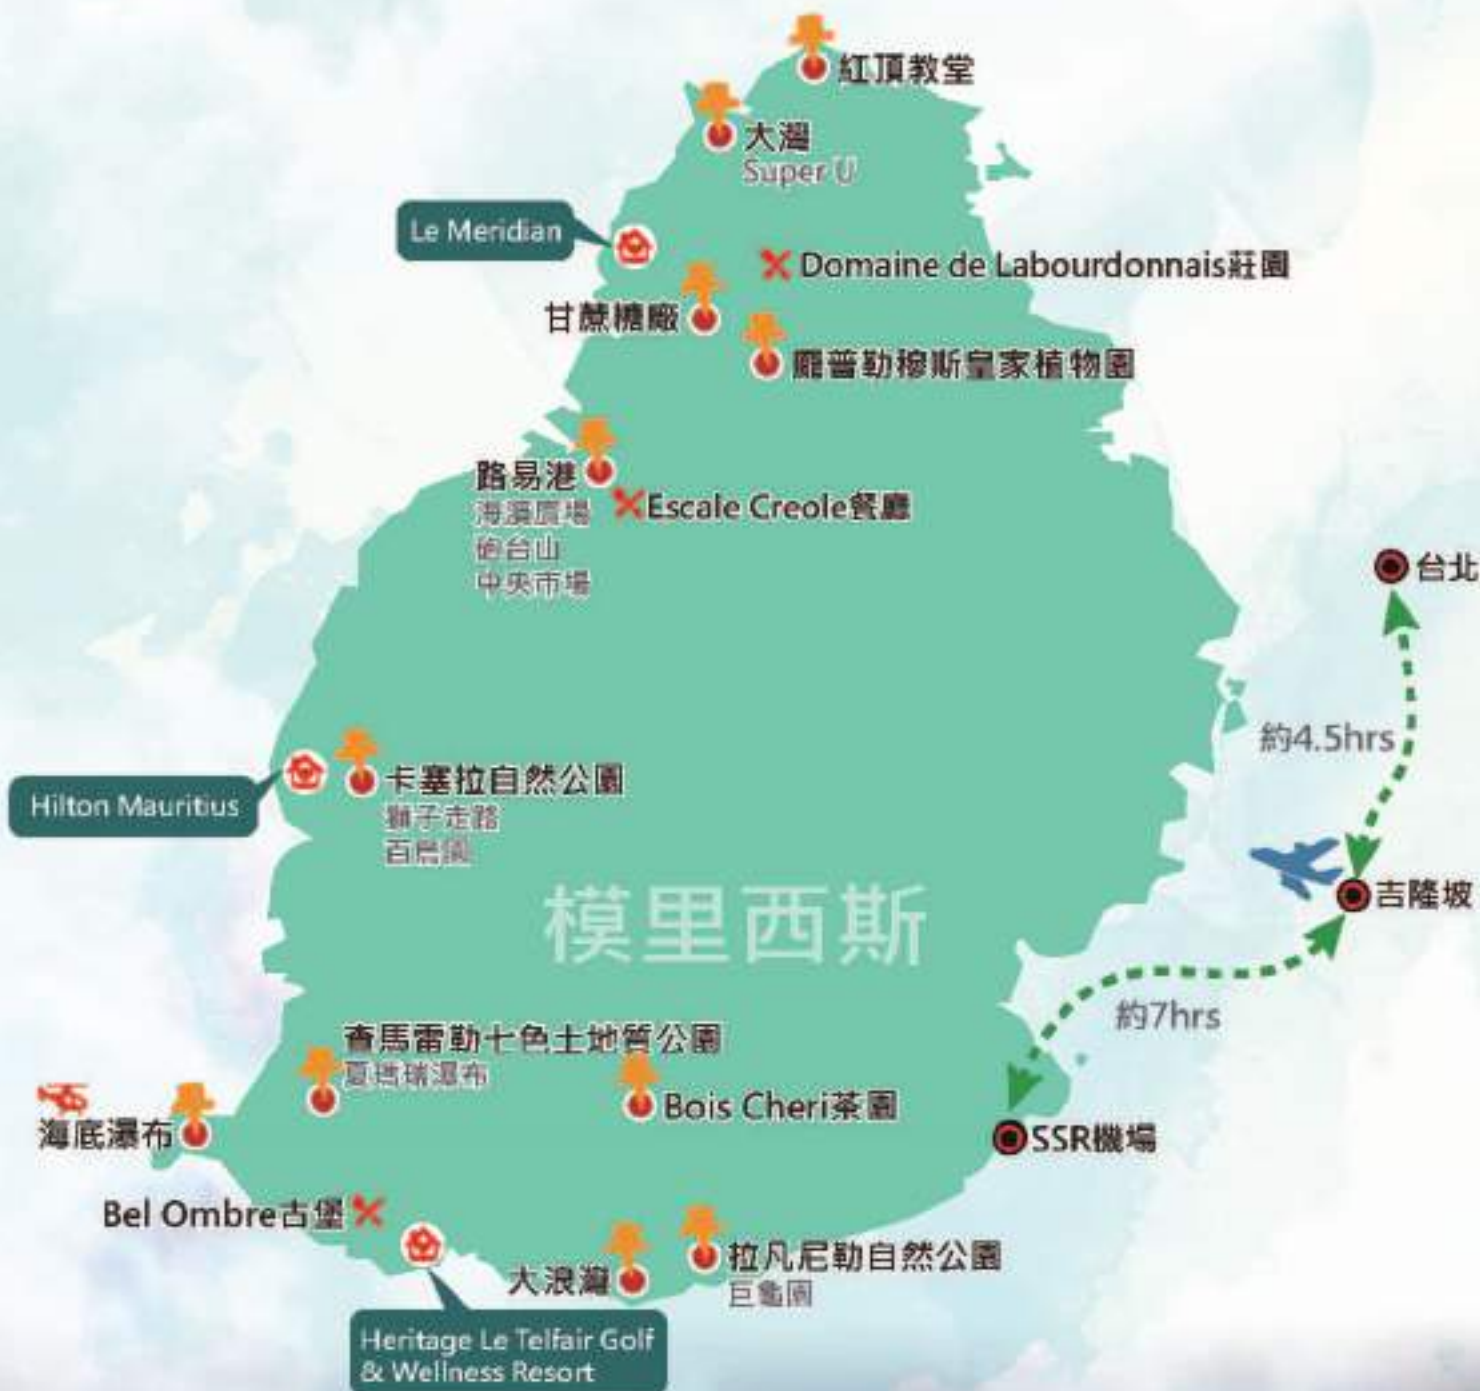 紅頂教堂
大灣
Super U
Le Meridian
Domaine de Labourdonnais莊園
甘蔗糖廠
龐普勒穆斯皇家植物園
路易港
海濱廣場
砲台山
中央市場
Escale Creole餐廳
台北
約4.5hrs
卡塞拉自然公園
獅子走路
百鳥園
Hilton Mauritius
模里西斯
吉隆坡
約7hrs
查馬雷勒七色土地質公園
夏瑪瑞瀑布
Bois Cheri茶園
海底瀑布
SSR機場
Bel Ombre古堡
大浪灣
拉凡尼勒自然公園
巨龜園
Heritage Le Telfair Golf
& Wellness Resort